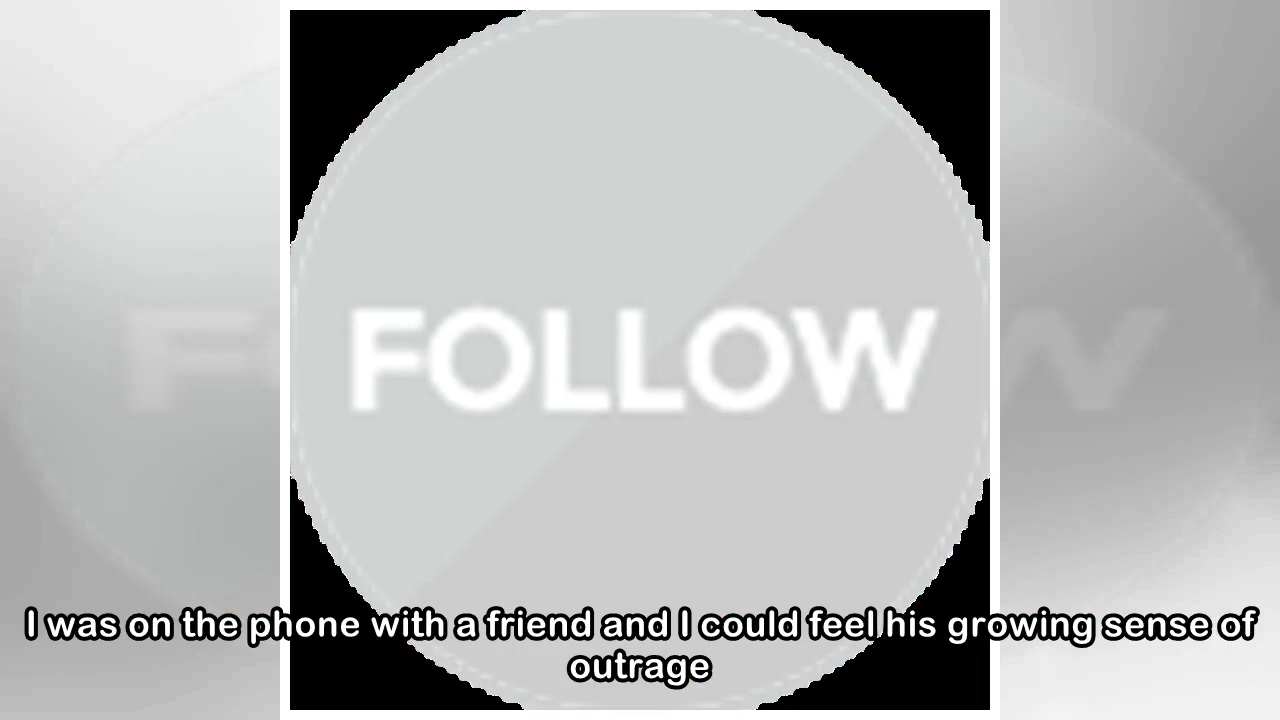 FOLLOW
I was on the phone with a friend and I could feel his growing sense of
outrage